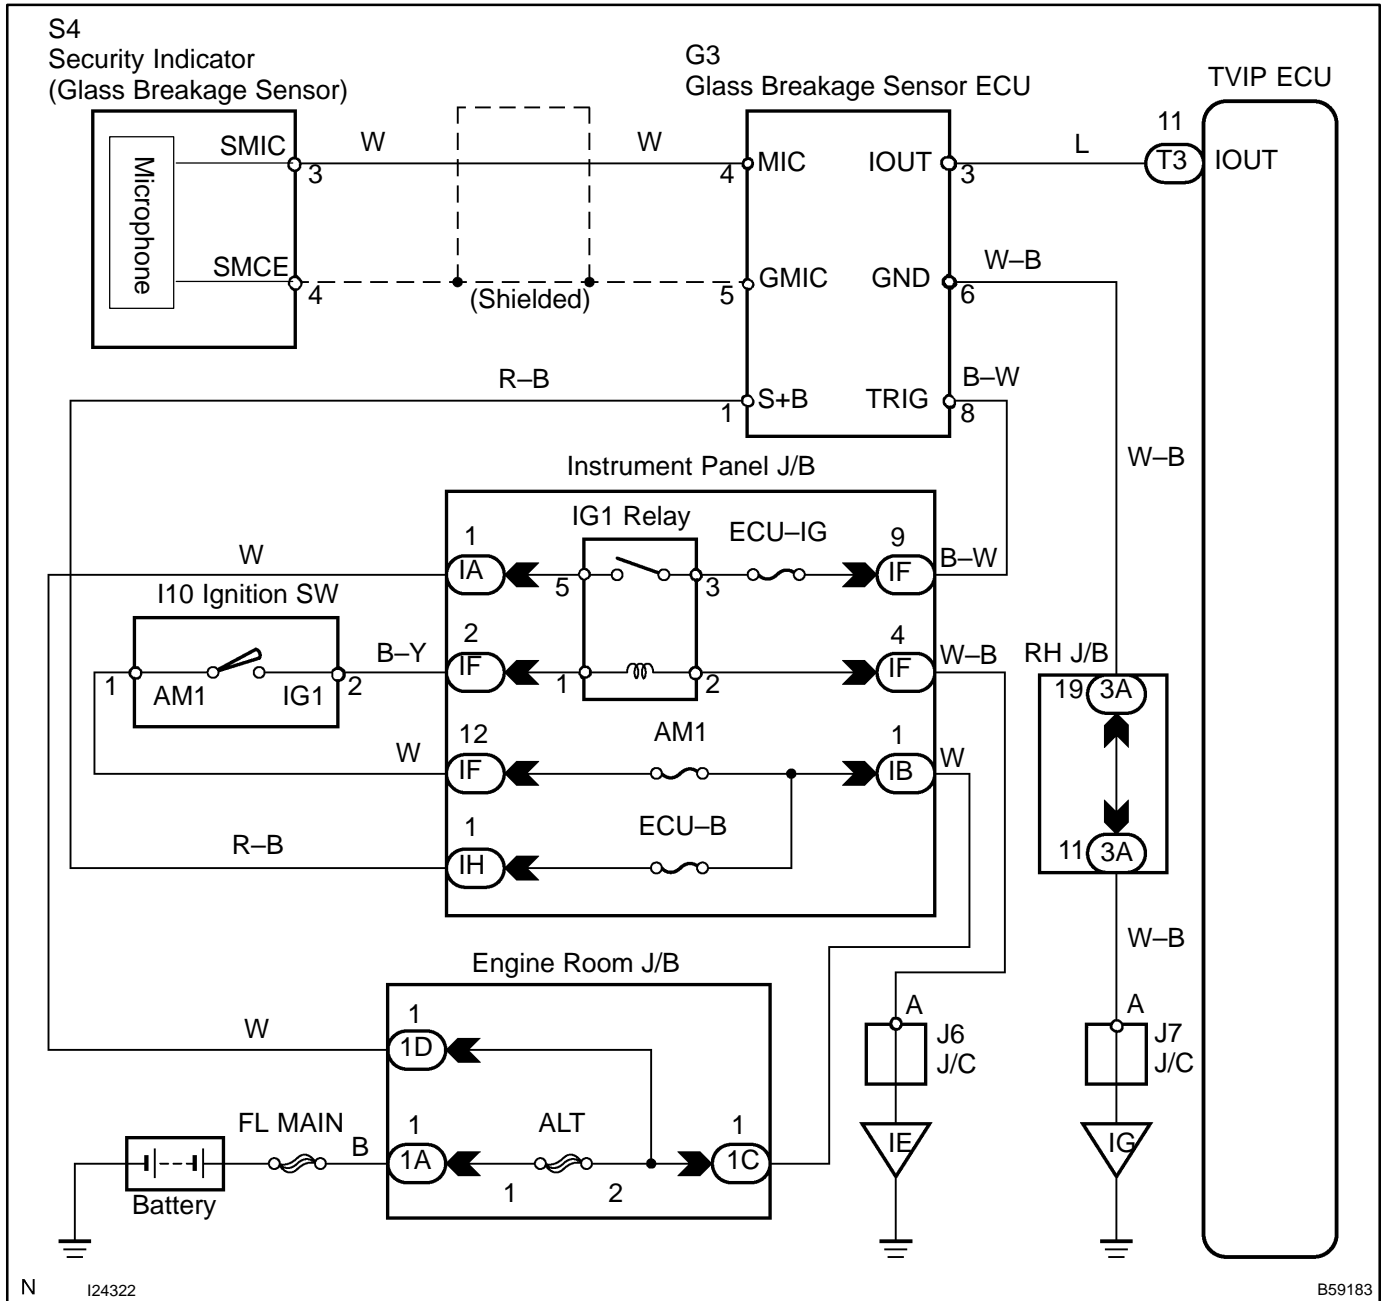 S4
Security Indicator
(Glass Breakage Sensor)
G3
Glass Breakage Sensor ECU
TVIP ECU
Microphone
SMIC
3
W
W
4
MIC
IOUT
3
L
11
T3
IOUT
SMCE
4
(Shielded)
5
GMIC
GND
6
W–B
R–B
1
S+B
TRIG
8
B–W
W–B
Instrument Panel J/B
W
1
IA
IG1 Relay
5
3
ECU–IG
9
IF
B–W
I10 Ignition SW
1
AM1
IG1
2
B–Y
2
IF
1
2
4
IF
W–B
RH J/B
19
3A
W
12
IF
AM1
1
IB
W
R–B
1
IH
ECU–B
11
3A
W–B
Engine Room J/B
W
1
1D
A
J6
J/C
A
J7
J/C
FL MAIN
B
1
1A
ALT
1
2
1
1C
IE
IG
Battery
N
I24322
B59183